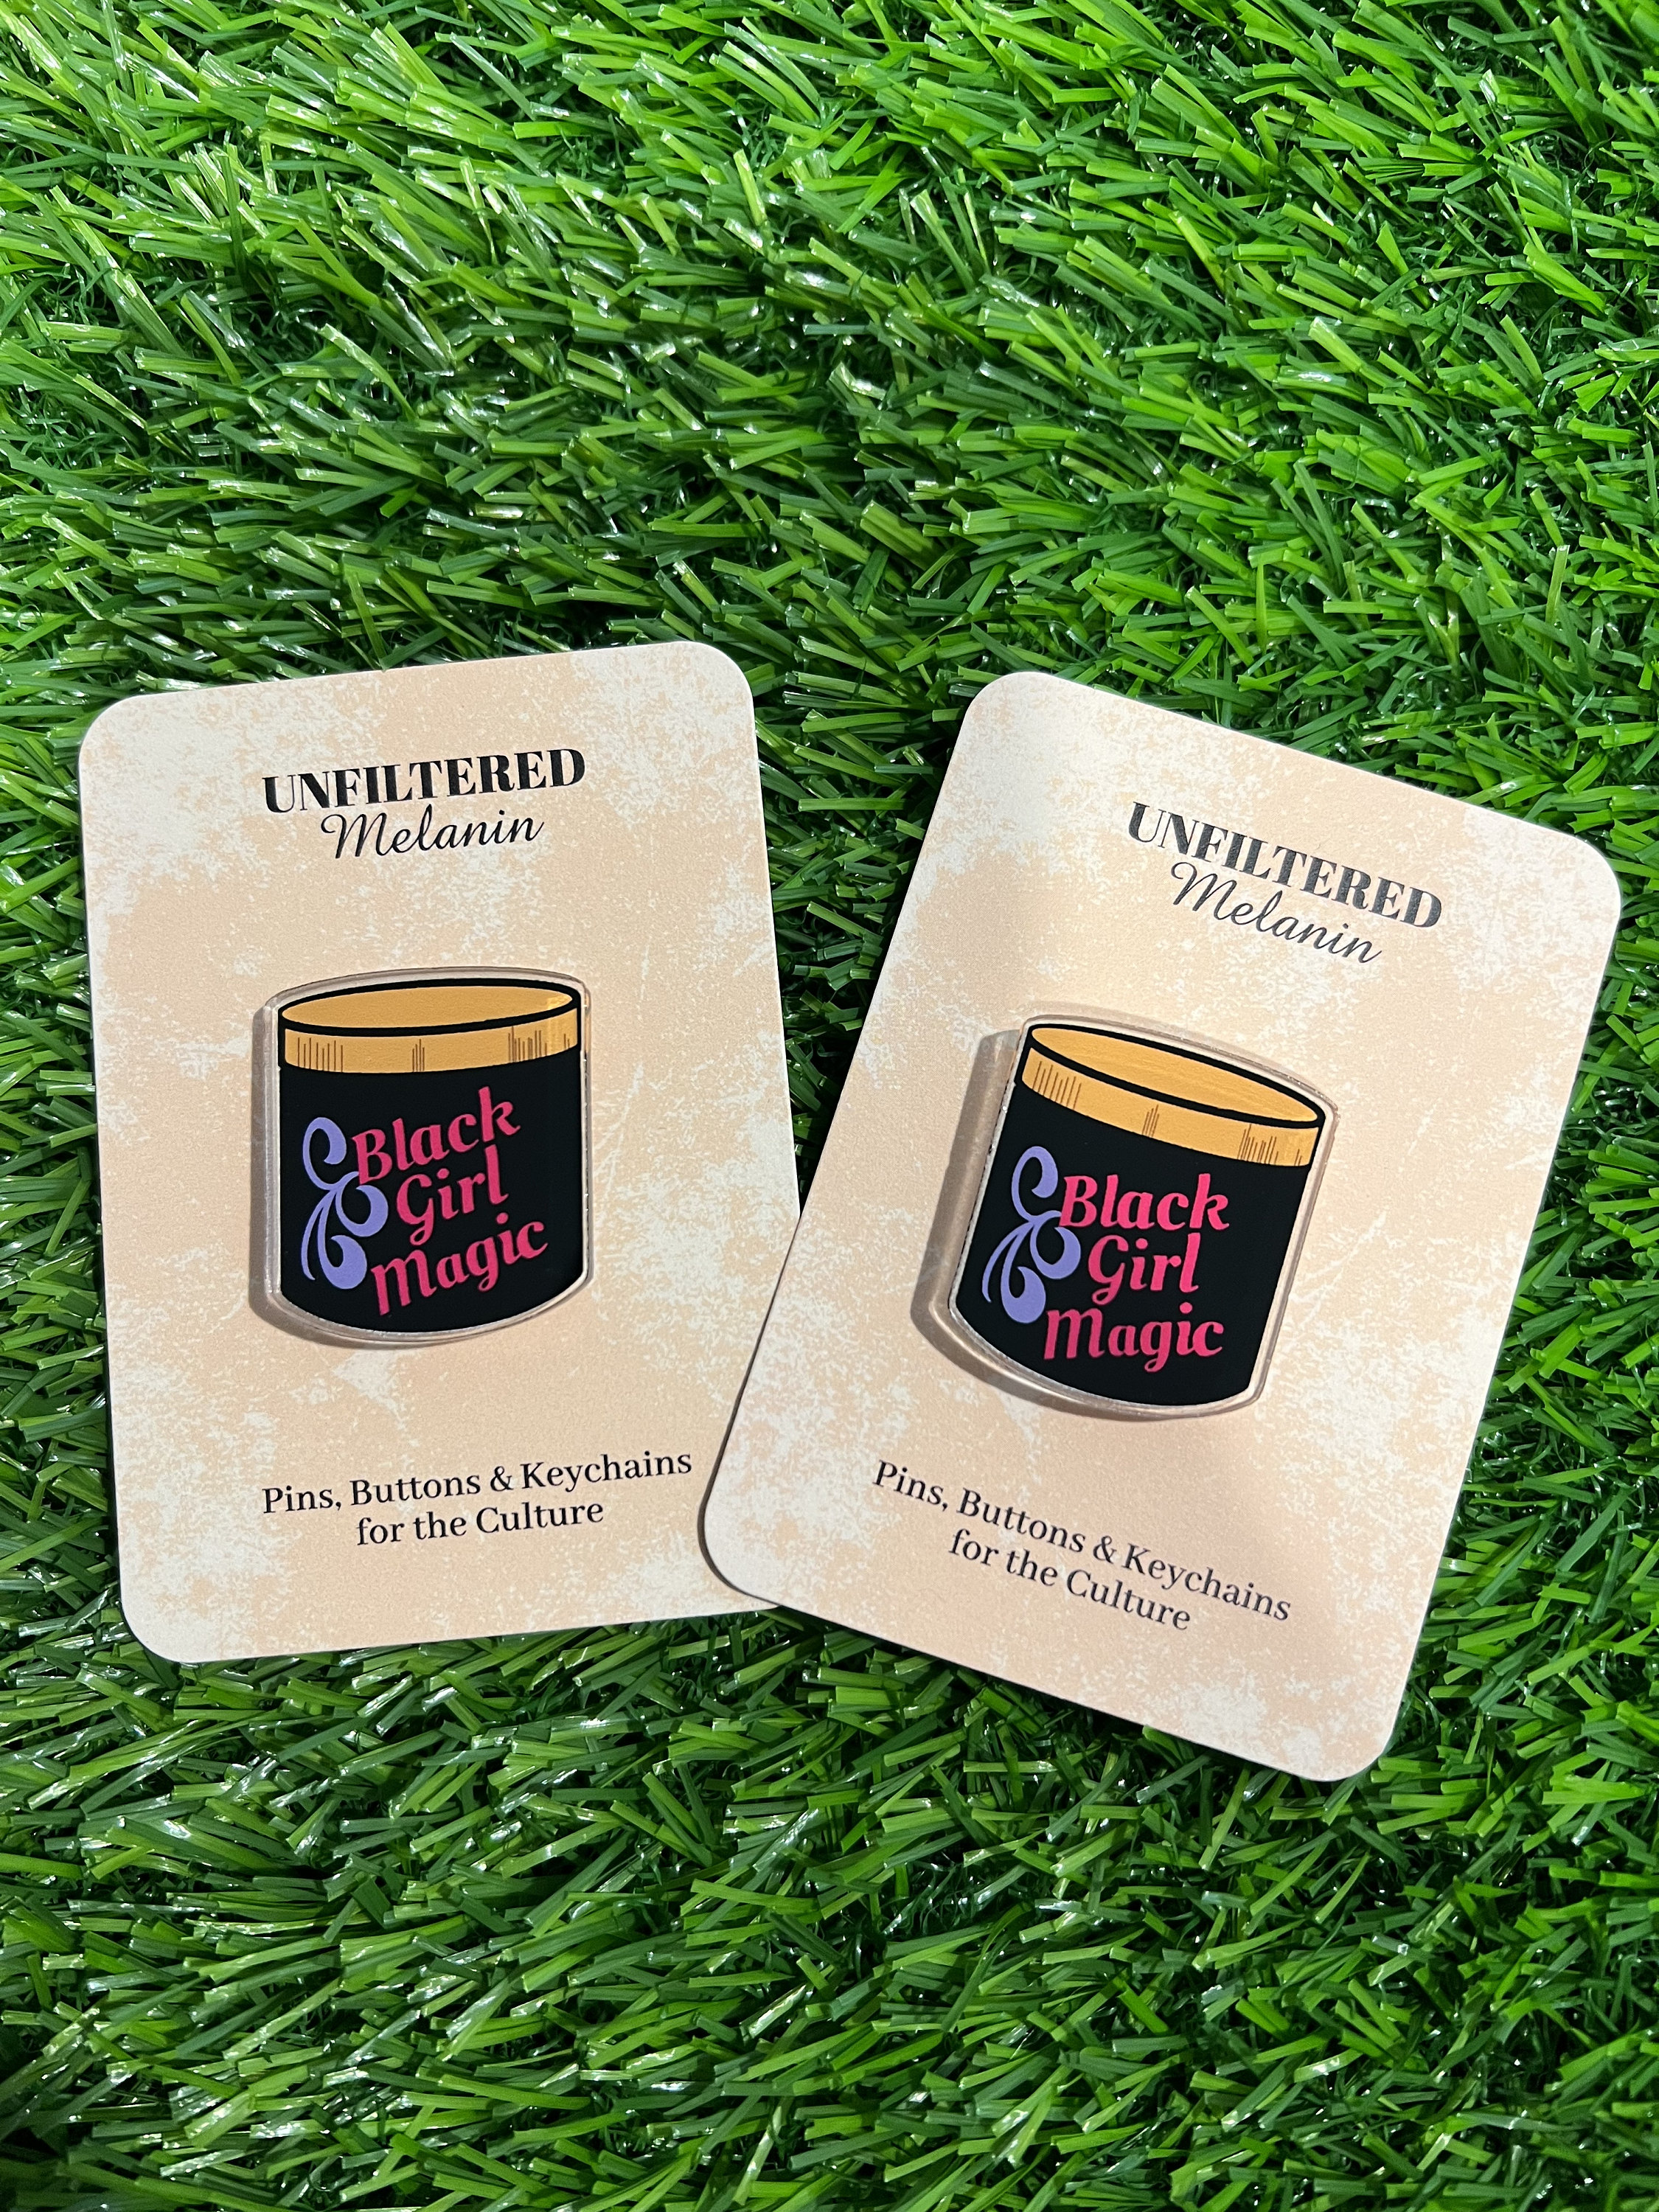 UNFILTERED
Melanin
Black
Girl
Magic
Pins, Buttons & Keychains
for the Culture
UNFILTERED
Melanin
Black
Girl
Magic
Pins, Buttons & Keychains
for the Culture